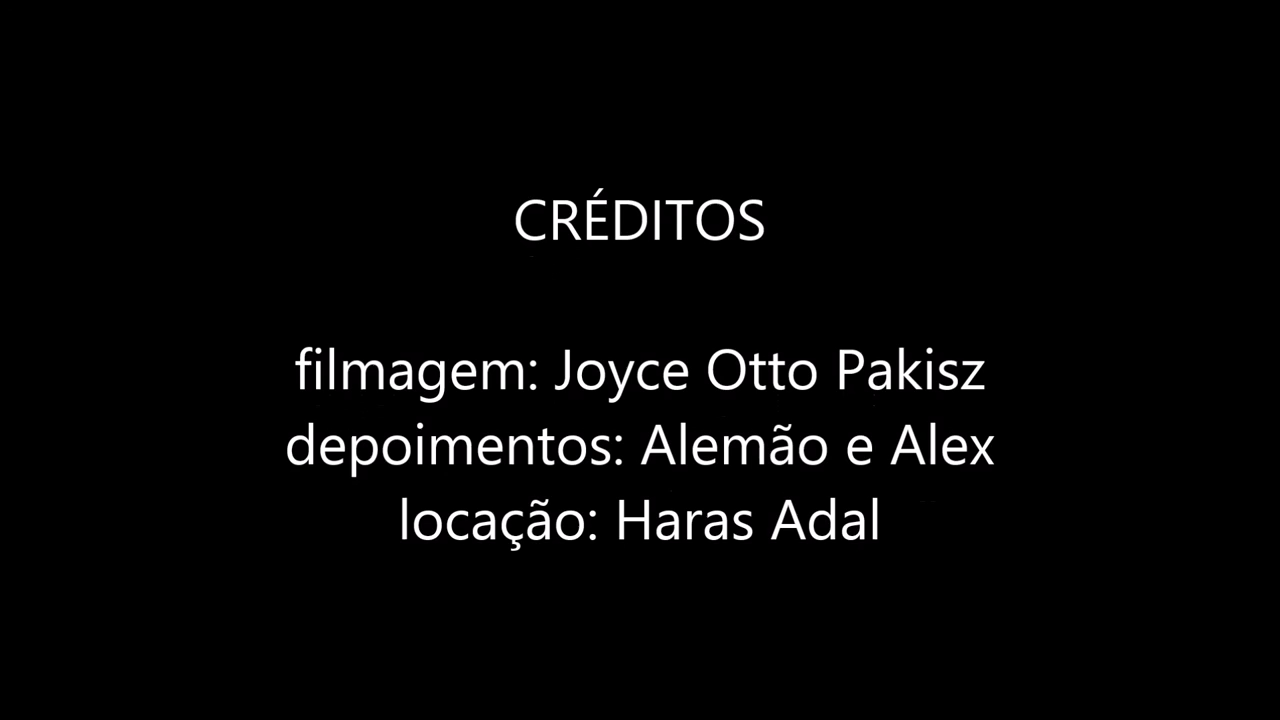 CRÉDITOS
filmagem: Joyce Otto Pakisz
depoimentos: Alemão e Alex
locação: Haras Adal